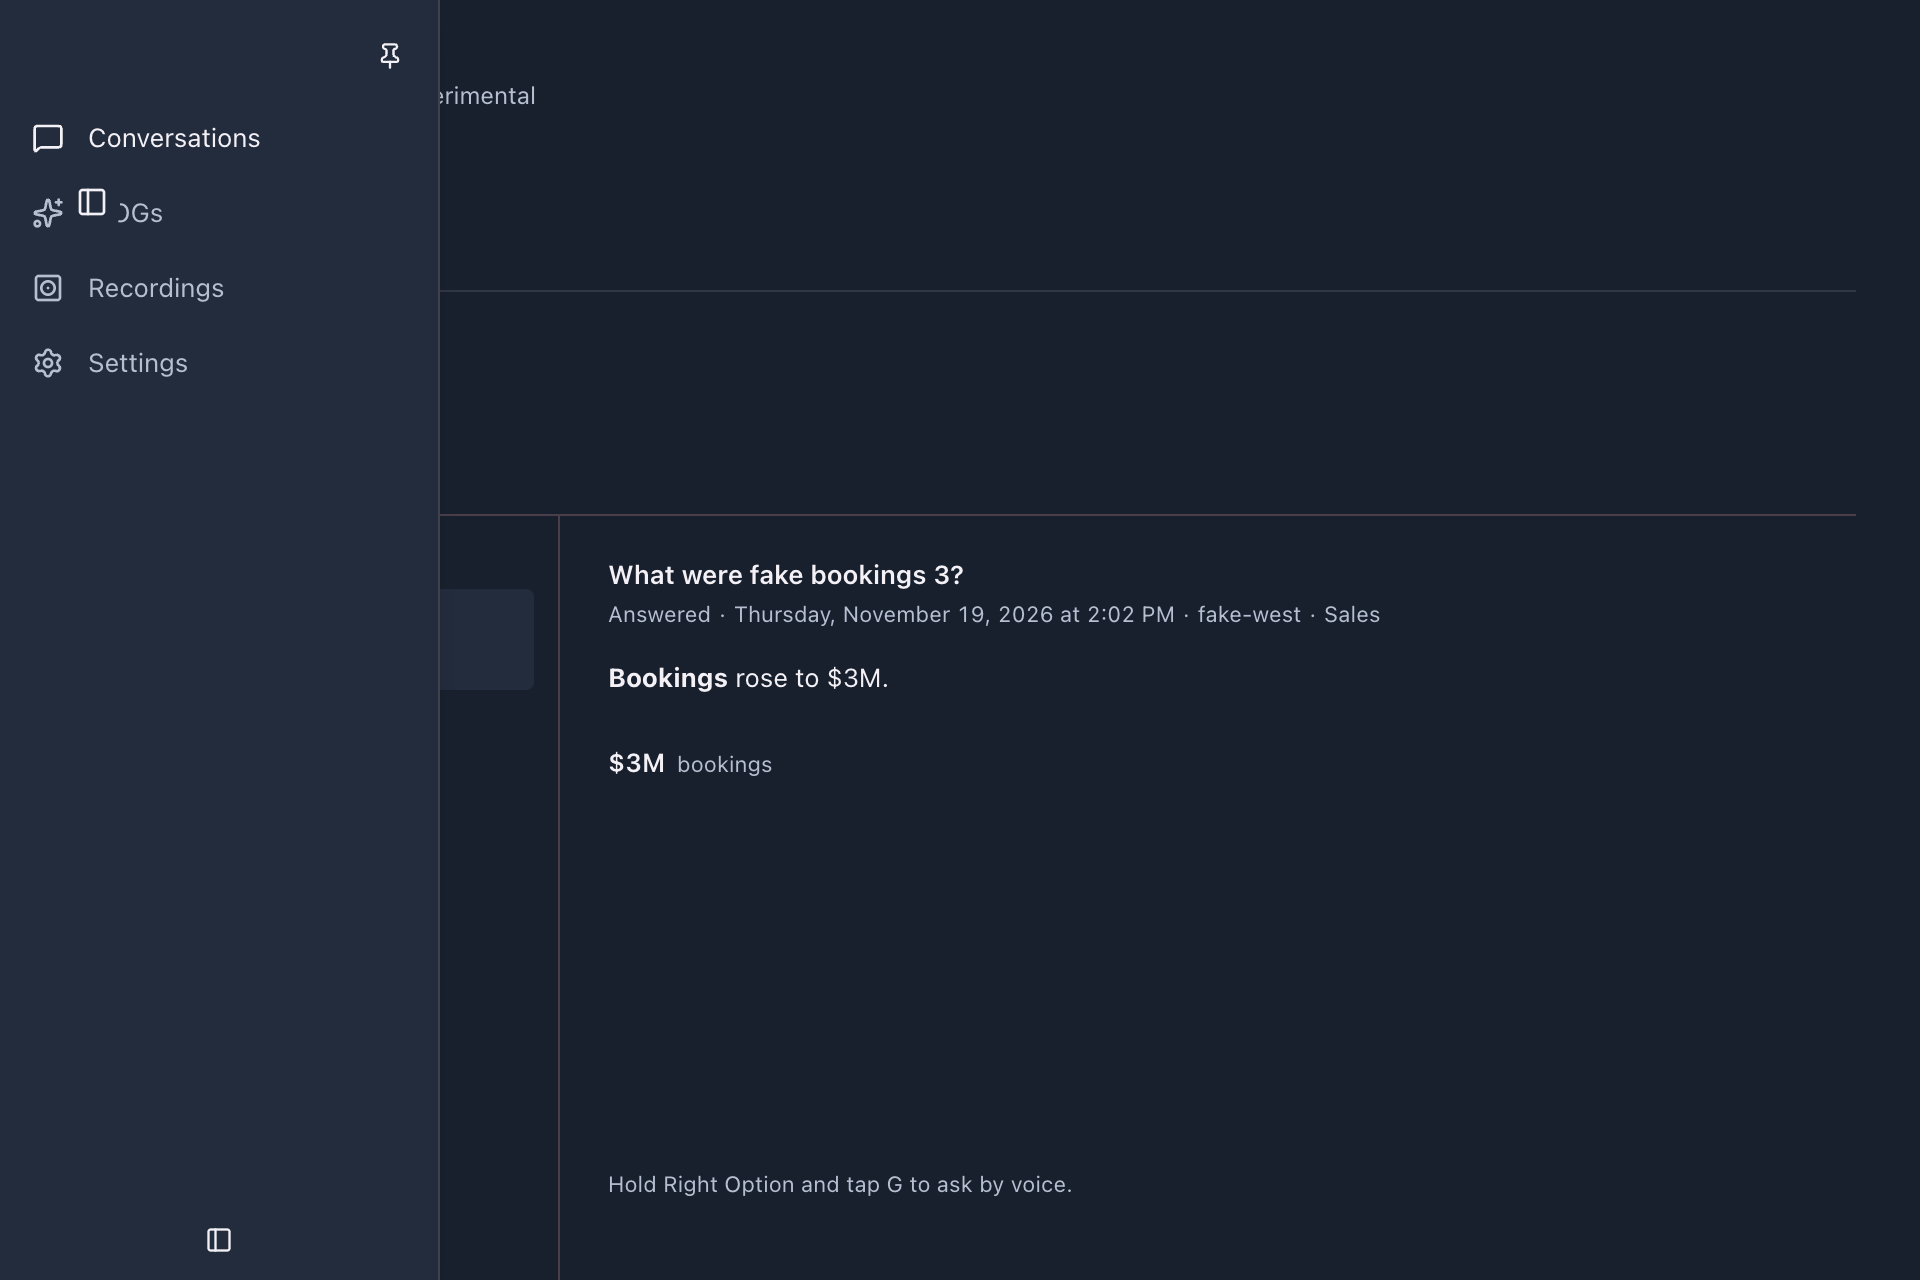 erimental
Conversations
Gs
Recordings
Settings
What were fake bookings 3?
Answered · Thursday, November 19, 2026 at 2:02 PM · fake-west · Sales
Bookings rose to $3M.
$3M bookings
Hold Right Option and tap G to ask by voice.